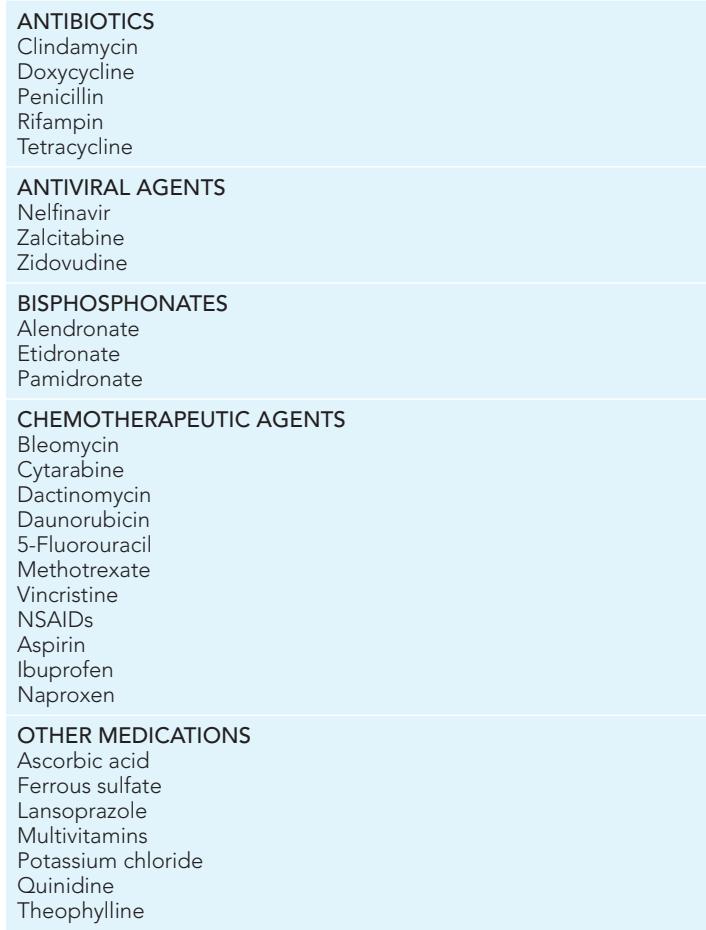 ANTIBIOTICS
Clindamycin
Doxycycline
Penicillin
Rifampin
Tetracycline
ANTIVIRAL AGENTS
Nelfinavir
Zalcitabine
Zidovudine
BISPHOSPHONATES
Alendronate
Etidronate
Pamidronate
CHEMOTHERAPEUTIC AGENTS
Bleomycin
Cytarabine
Dactinomycin
Daunorubicin
5-Fluorouracil
Methotrexate
Vincristine
NSAIDs
Aspirin
Ibuprofen
Naproxen
OTHER MEDICATIONS
Ascorbic acid
Ferrous sulfate
Lansoprazole
Multivitamins
Potassium chloride
Quinidine
Theophylline